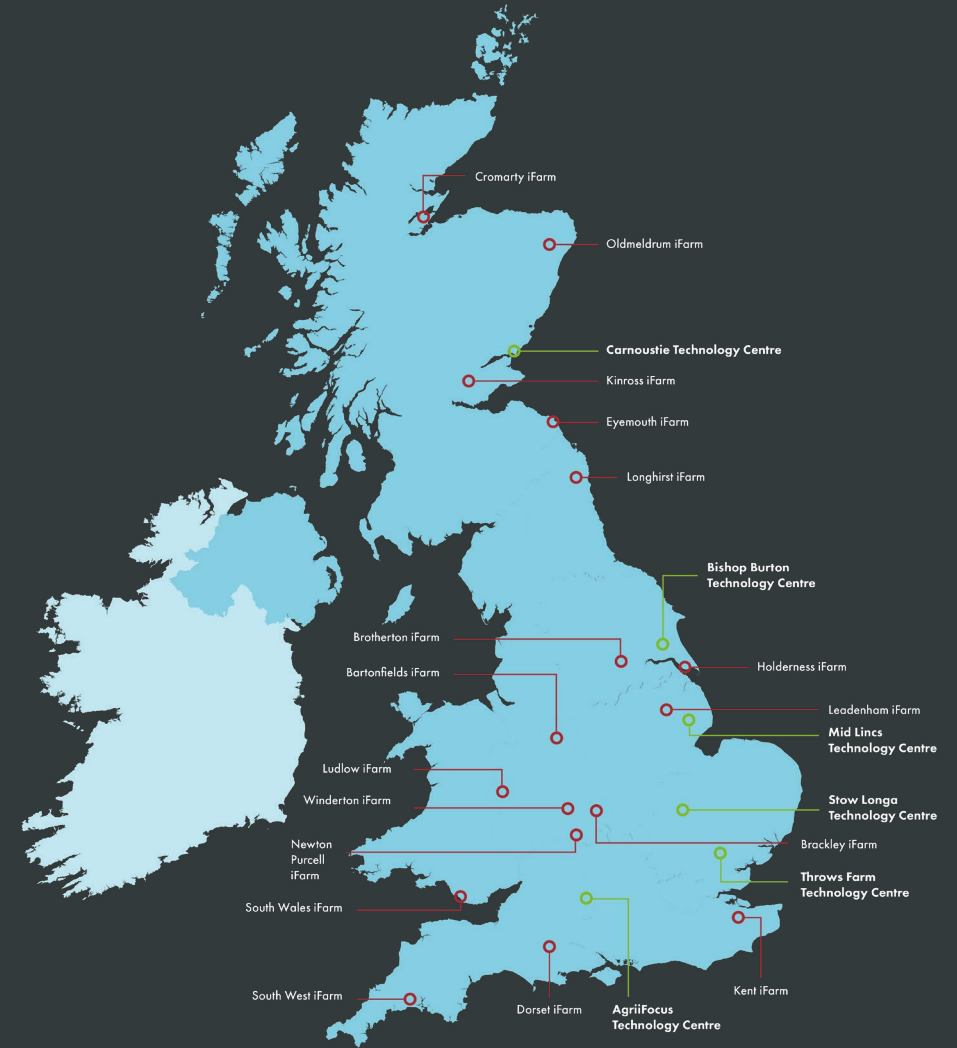 Cromarty iFarm
Oldmeldrum iFarm
Carnoustie Technology Centre
Kinross iFarm
Eyemouth iFarm
Longhirst iFarm
Bishop Burton
Technology Centre
Brotherton iFarm
Holderness iFarm
Bartonfields iFarm
Leadenham iFarm
Mid Lincs
Technology Centre
Ludlow iFarm
Winderton iFarm
Stow Longa
Technology Centre
Newton
Purcell
iFarm
Brackley iFarm
Throws Farm
Technology Centre
South Wales iFarm
Kent iFarm
South West iFarm
Dorset iFarm
AgriiFocus
Technology Centre